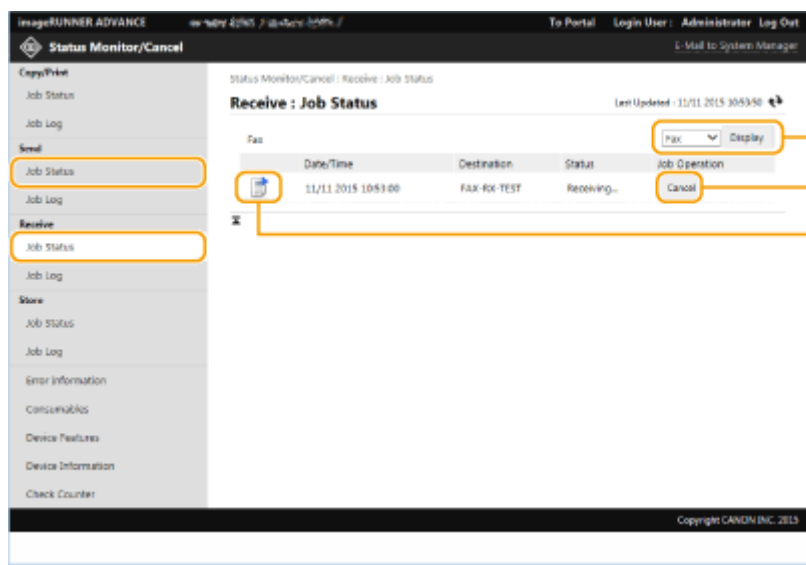 imageRUNNER ADVANCE To Portal Login User : Administrator Log Out
Status Monitor/Cancel E-Mail to System Manager
Copy/Print
Job Status
Job Log
Send
Job Status
Job Log
Receive
Job Status
Job Log
Store
Job Status
Job Log
Error Information
Consumables
Device Features
Device Information
Check Counter
Status Monitor/Cancel : Receive : Job Status
Receive : Job Status Last Updated : 11/11 2015 10:53:50
Fax Fax Display
Date/Time Destination Status Job Operation
11/11 2015 10:53:00 FAX-RX-TEST Receiving... Cancel
Copyright CANON INC. 2015